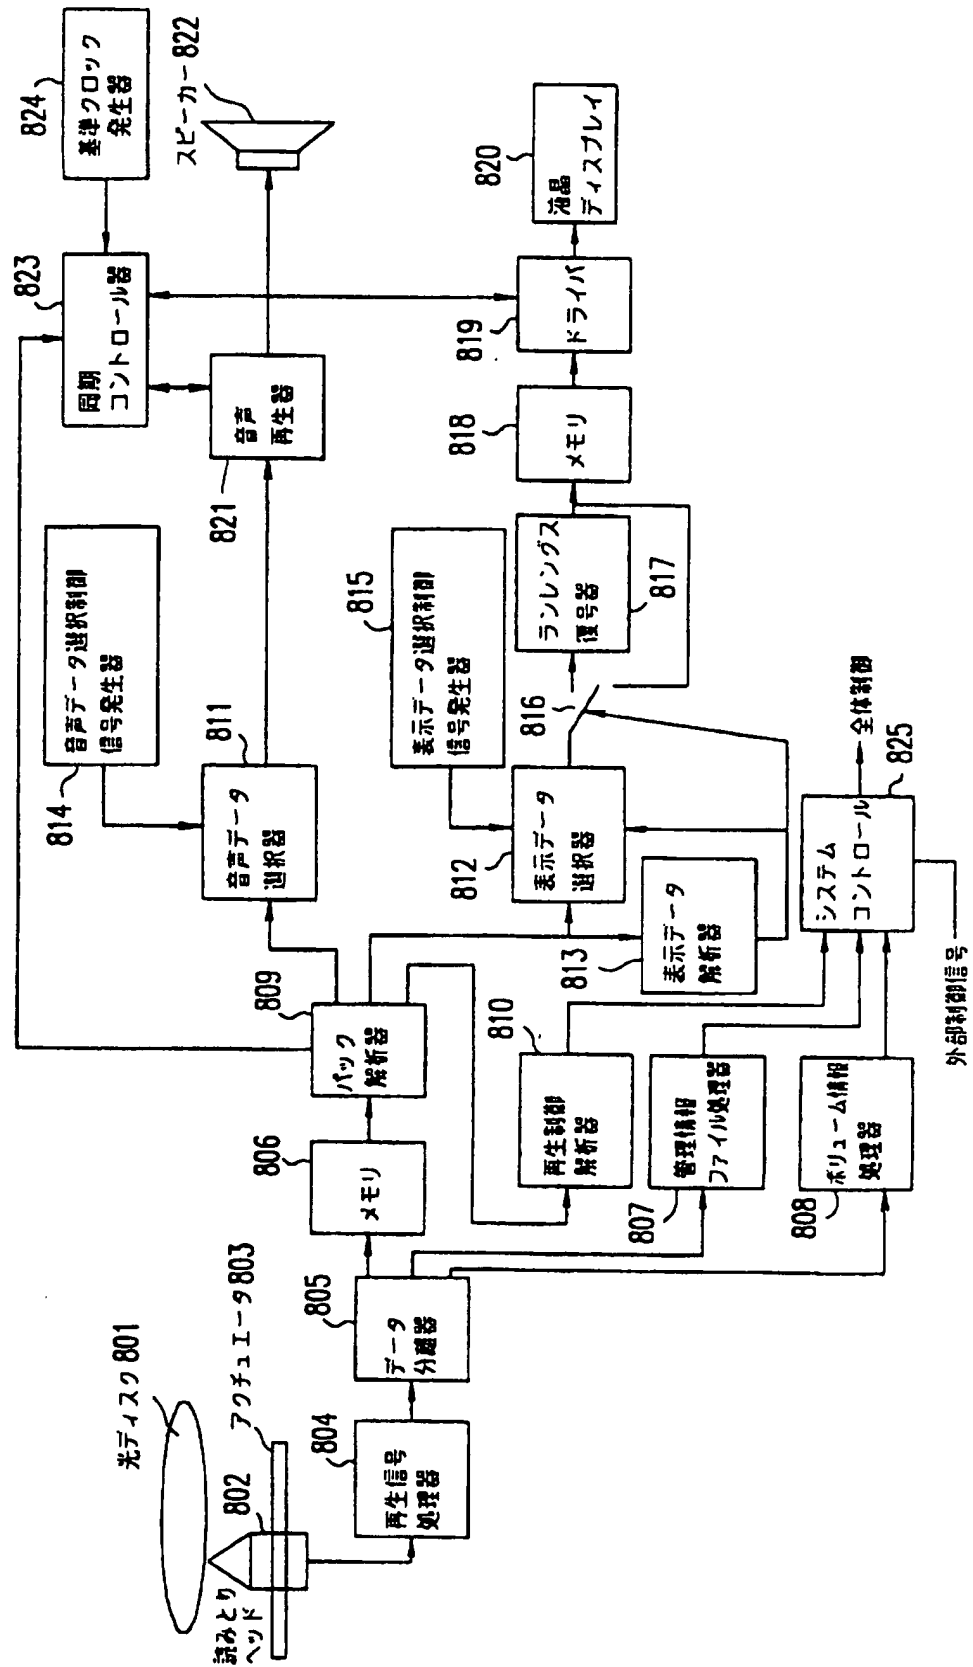 光ディスク801
読みとり
ヘッド
802
アクチュエータ803
804
再生信号
処理器
805
データ
分離器
806
メモリ
809
パック
解析器
810
再生制御
解析器
807
管理情報
ファイル処理器
808
ボリューム情報
処理器
811
音声データ
選択器
814
音声データ選択制御
信号発生器
812
表示データ
選択器
813
表示データ
解析器
815
表示データ選択制御
信号発生器
816
817
ランレングス
復号器
818
メモリ
819
ドライバ
820
液晶
ディスプレイ
821
音声
再生器
スピーカー822
823
同期
コントロール器
824
基準クロック
発生器
システム
コントロール
825
全体制御
外部制御信号